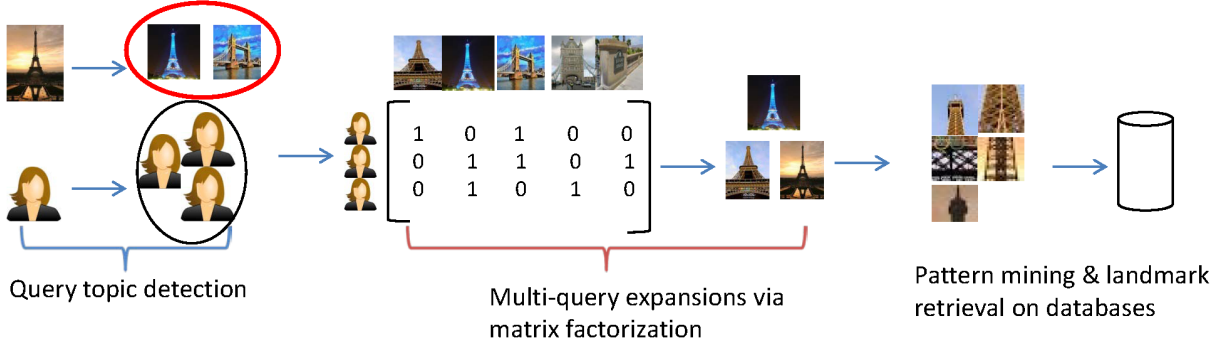 1 0 1 0 0
0 1 1 0 1
0 1 0 1 0
Query topic detection
Multi-query expansions via
matrix factorization
Pattern mining & landmark
retrieval on databases